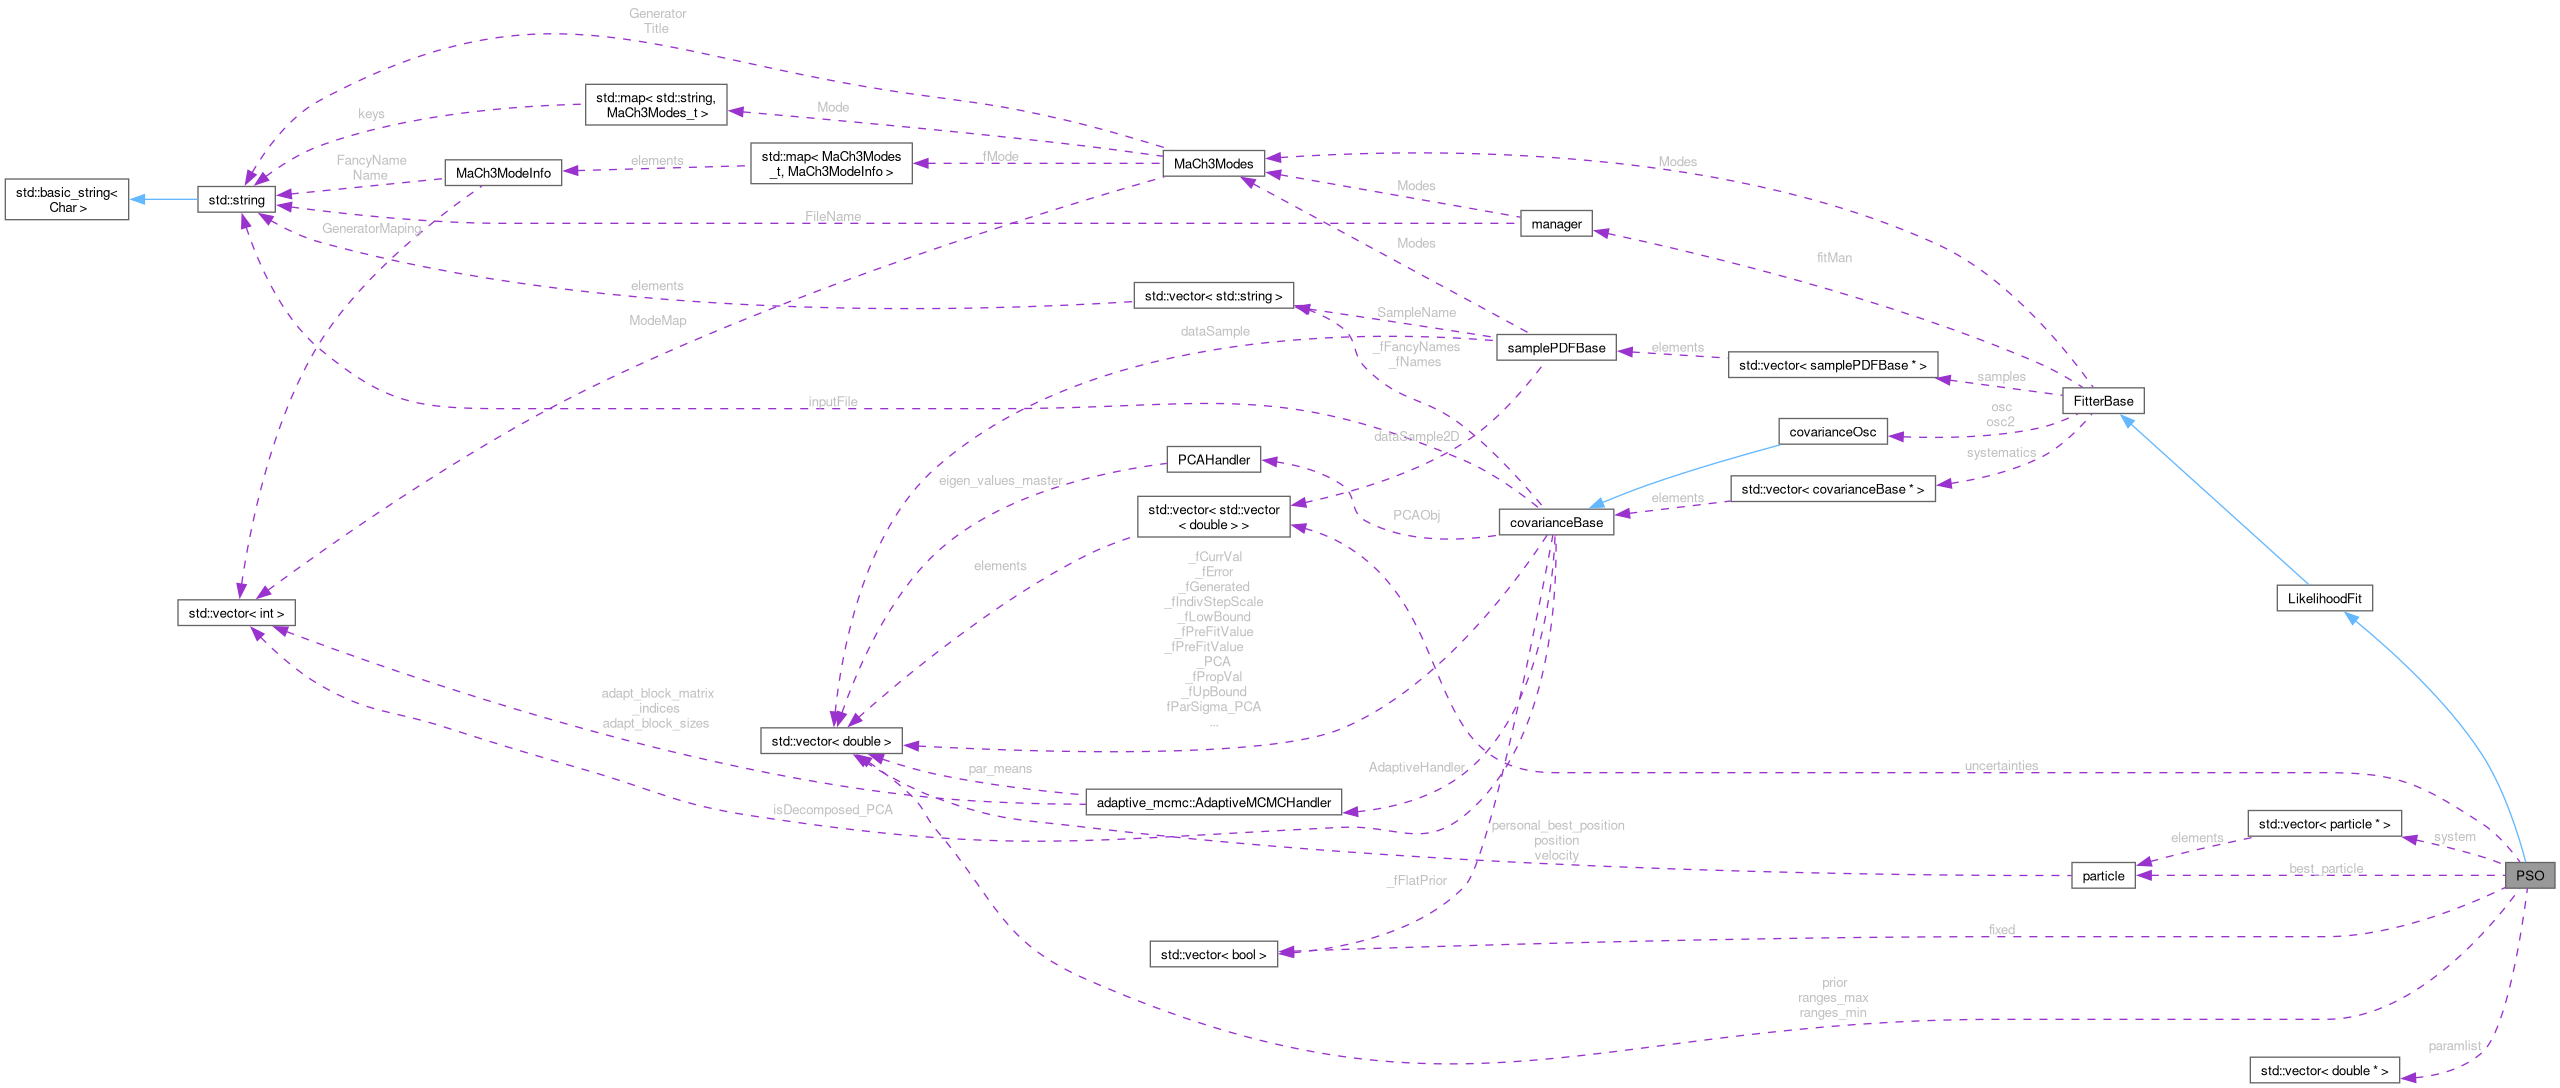 Generator
Title
std::map< std::string,
MaCh3Modes_t >
keys
Mode
FancyName
Name
MaCh3ModeInfo
elements
std::map< MaCh3Modes
_t, MaCh3ModeInfo >
fMode
MaCh3Modes
Modes
std::basic_string<
Char >
std::string
GeneratorMaping
FileName
Modes
manager
Modes
fitMan
elements
std::vector< std::string >
ModeMap
SampleName
dataSample
_fFancyNames
_fNames
samplePDFBase
elements
std::vector< samplePDFBase * >
samples
FitterBase
inputFile
osc
osc2
covarianceOsc
systematics
dataSample2D
PCAHandler
eigen_values_master
std::vector< std::vector
< double > >
PCAObj
covarianceBase
elements
std::vector< covarianceBase * >
elements
_fCurrVal
_fError
_fGenerated
_fIndivStepScale
_fLowBound
_fPreFitValue
_fPreFitValue
_PCA
_fPropVal
_fUpBound
fParSigma_PCA
...
LikelihoodFit
std::vector< int >
adapt_block_matrix
_indices
adapt_block_sizes
std::vector< double >
par_means
AdaptiveHandler
uncertainties
adaptive_mcmc::AdaptiveMCMCHandler
isDecomposed_PCA
personal_best_position
position
velocity
std::vector< particle * >
elements
system
particle
best_particle
PSO
_fFlatPrior
std::vector< bool >
fixed
prior
ranges_max
ranges_min
paramlist
std::vector< double * >